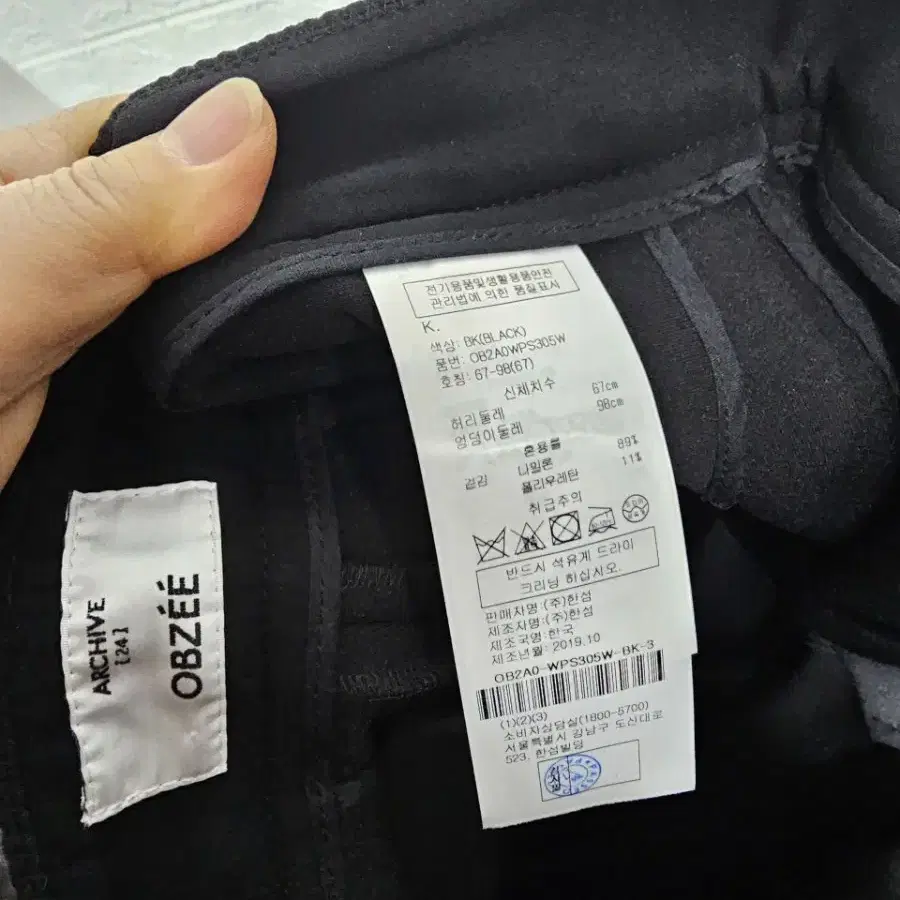 전기용품및생활용품안전
관리법에 의한 품질표시
K.
색상: BK(BLACK)
품번: OB2A0WPS305W
호칭: 67-98(67)
신체치수
허리둘레 67cm
엉덩이둘레 98cm
혼용률
겉감 나일론 89%
폴리우레탄 11%
취급주의
반드시 석유계 드라이
크리닝 하십시오.
판매자명:(주)한섬
제조자명:(주)한섬
제조국명:한국
제조년월:2019.10
OB2A0-WPS305W-BK-3
(1)(2)(3)
소비자상담실(1800-5700)
서울특별시 강남구 도산대로
523, 한섬빌딩
ARCHIVE
[24]
OBZÉÉ